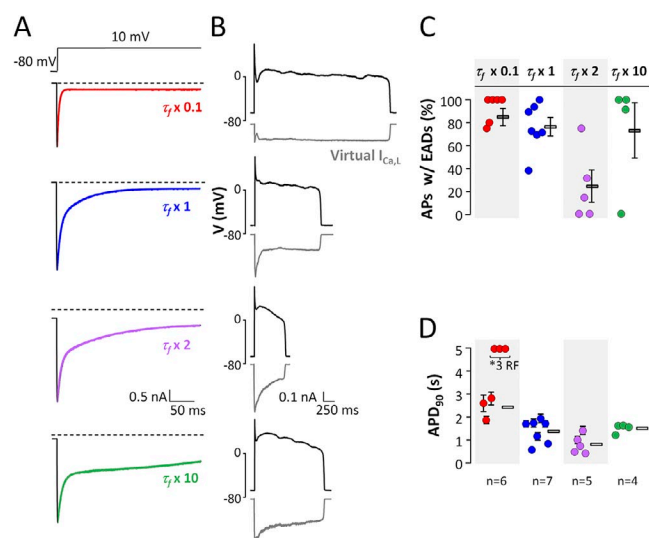 A
B
C
D
10 mV
-80 mV
τf x 0.1
τf x 1
τf x 2
τf x 10
0.5 nA
50 ms
V (mV)
0
-80
Virtual ICa,L
0
-80
0
-80
0
-80
0.1 nA
250 ms
τf x 0.1 τf x 1 τf x 2 τf x 10
APs w/ EADs (%)
100
80
60
40
20
0
APD90 (s)
5
4
3
2
1
0
*3 RF
n=6 n=7 n=5 n=4